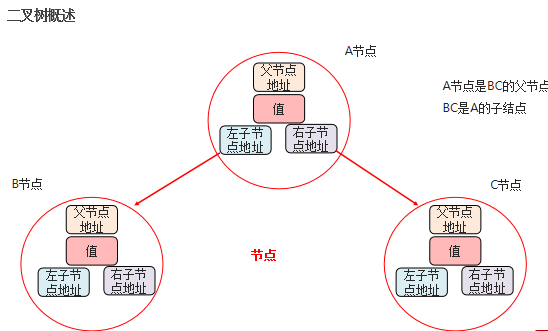 二叉树概述
A节点
父节点
地址
值
左子节
点地址
右子节
点地址
A节点是BC的父节点
BC是A的子结点
B节点
父节点
地址
值
左子节
点地址
右子节
点地址
节点
C节点
父节点
地址
值
左子节
点地址
右子节
点地址